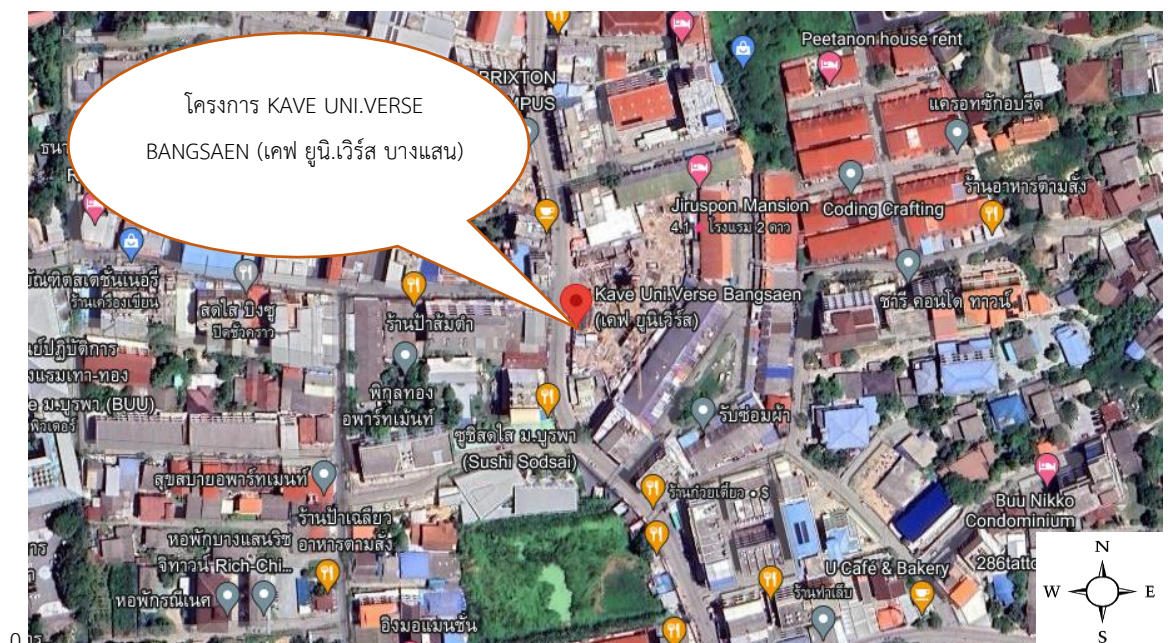 โครงการ KAVE UNI.VERSE
BANGSAEN (เคฟ ยูนิ.เวิร์ส บางแสน)
BRIXTON
Peetanon house rent
แครอทซักอบรีด
Jiruspon Mansion
4.1 โรงแรม 2 ดาว
Coding Crafting
ร้านอาหารตามสั่ง
ร้านเครื่องเขียน
สดใส ปิงซู
ปิดชั่วคราว
ร้านป้าส้มตำ
Kave Uni.Verse Bangsaen
(เคฟ ยูนิเวิร์ส)
ชารี คอนโด ทาวน์
พิกุลทอง
อพาร์ทเม้นท์
ม.บูรพา (BUU)
ซูชิสดใส ม.บูรพา
(Sushi Sodsai)
รับซ่อมผ้า
สุขสบายอพาร์ทเมนท์
ร้านก๋วยเตี๋ยว • $
Buu Nikko
Condominium
ร้านป้าเฉลียว
อาหารตามสั่ง
หอพักบางแสนริช
จิทาวน์ Rich-Chi...
หอพักรณีเนศ
อิงมอแมนชั่น
U Café & Bakery
ร้านท่าเล็บ
N
W
E
S